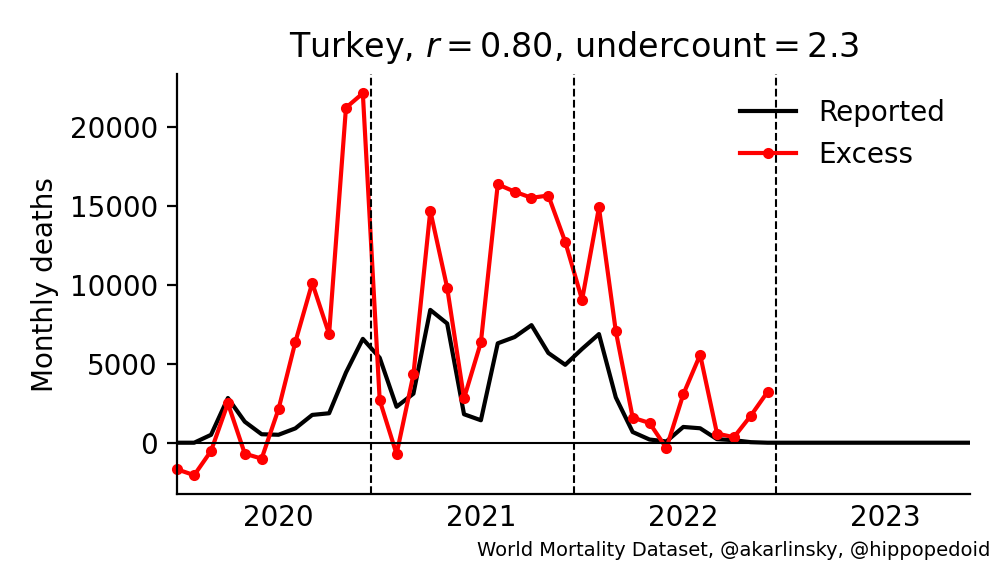 Turkey, r = 0.80, undercount = 2.3
Reported
Excess
Monthly deaths
20000
15000
10000
5000
0
2020 2021 2022 2023
World Mortality Dataset, @akarlinsky, @hippopedoid